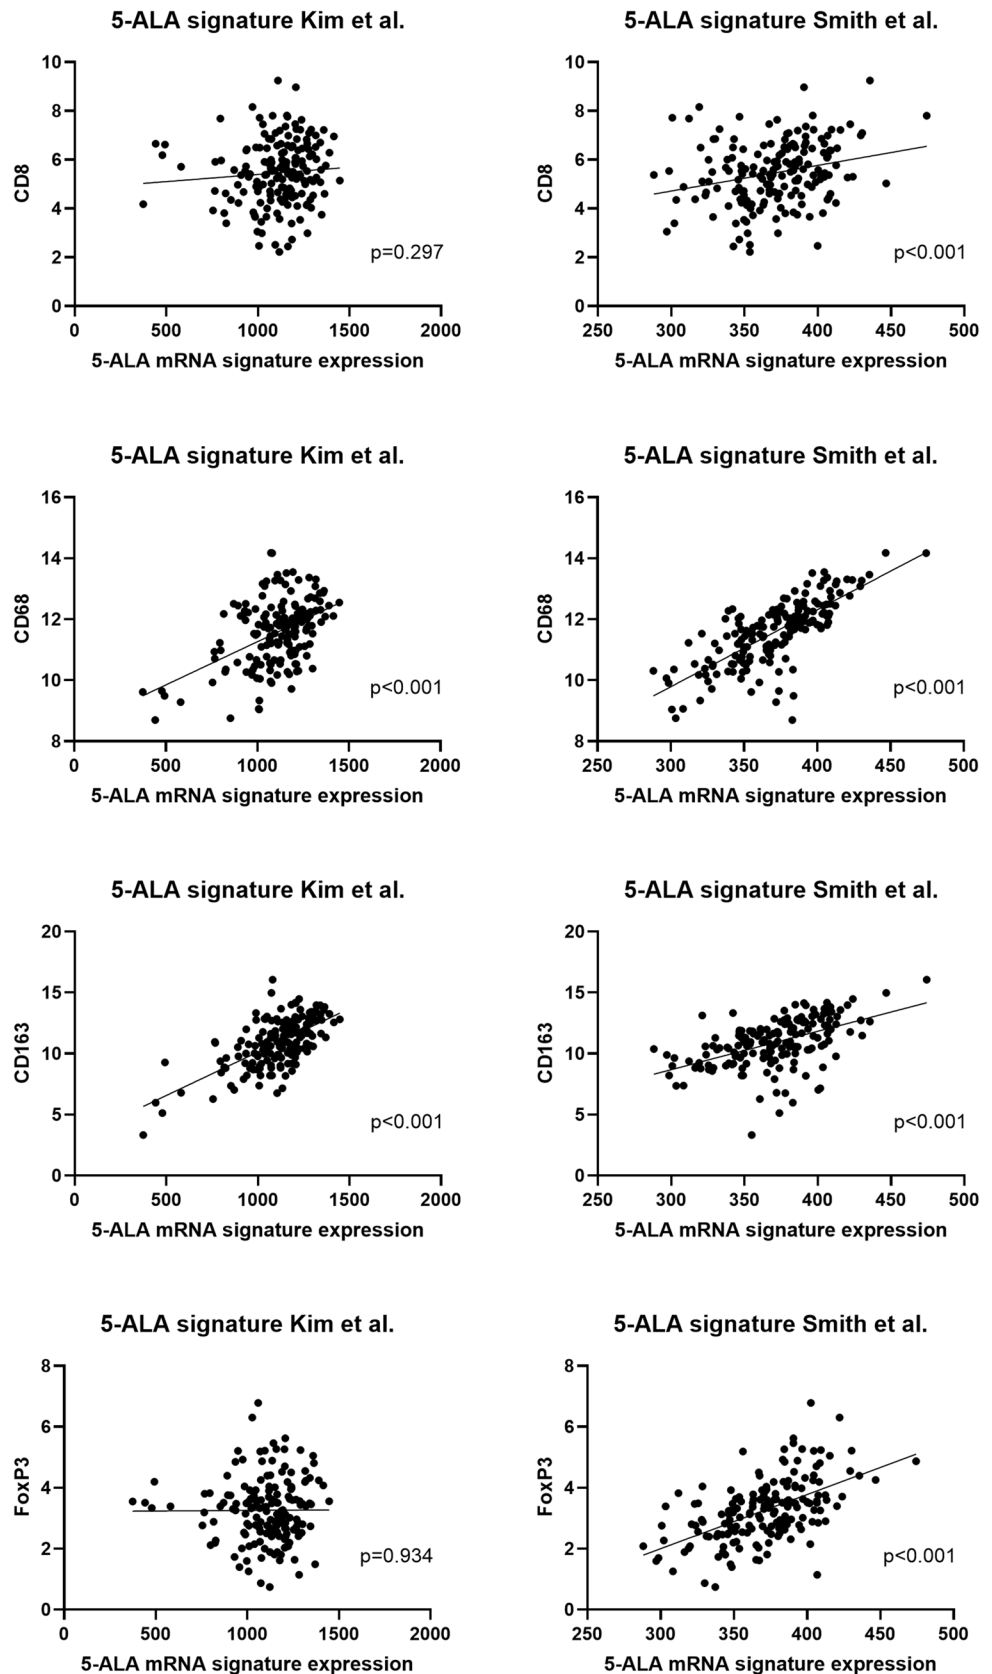 5-ALA signature Kim et al.
10
8
6
4
2
0
CD8
p=0.297
0 500 1000 1500 2000
5-ALA mRNA signature expression
5-ALA signature Smith et al.
10
8
6
4
2
0
CD8
p<0.001
250 300 350 400 450 500
5-ALA mRNA signature expression
5-ALA signature Kim et al.
16
14
12
10
8
CD68
p<0.001
0 500 1000 1500 2000
5-ALA mRNA signature expression
5-ALA signature Smith et al.
16
14
12
10
8
CD68
p<0.001
250 300 350 400 450 500
5-ALA mRNA signature expression
5-ALA signature Kim et al.
20
15
10
5
0
CD163
p<0.001
0 500 1000 1500 2000
5-ALA mRNA signature expression
5-ALA signature Smith et al.
20
15
10
5
0
CD163
p<0.001
250 300 350 400 450 500
5-ALA mRNA signature expression
5-ALA signature Kim et al.
8
6
4
2
0
FoxP3
p=0.934
0 500 1000 1500 2000
5-ALA mRNA signature expression
5-ALA signature Smith et al.
8
6
4
2
0
FoxP3
p<0.001
250 300 350 400 450 500
5-ALA mRNA signature expression